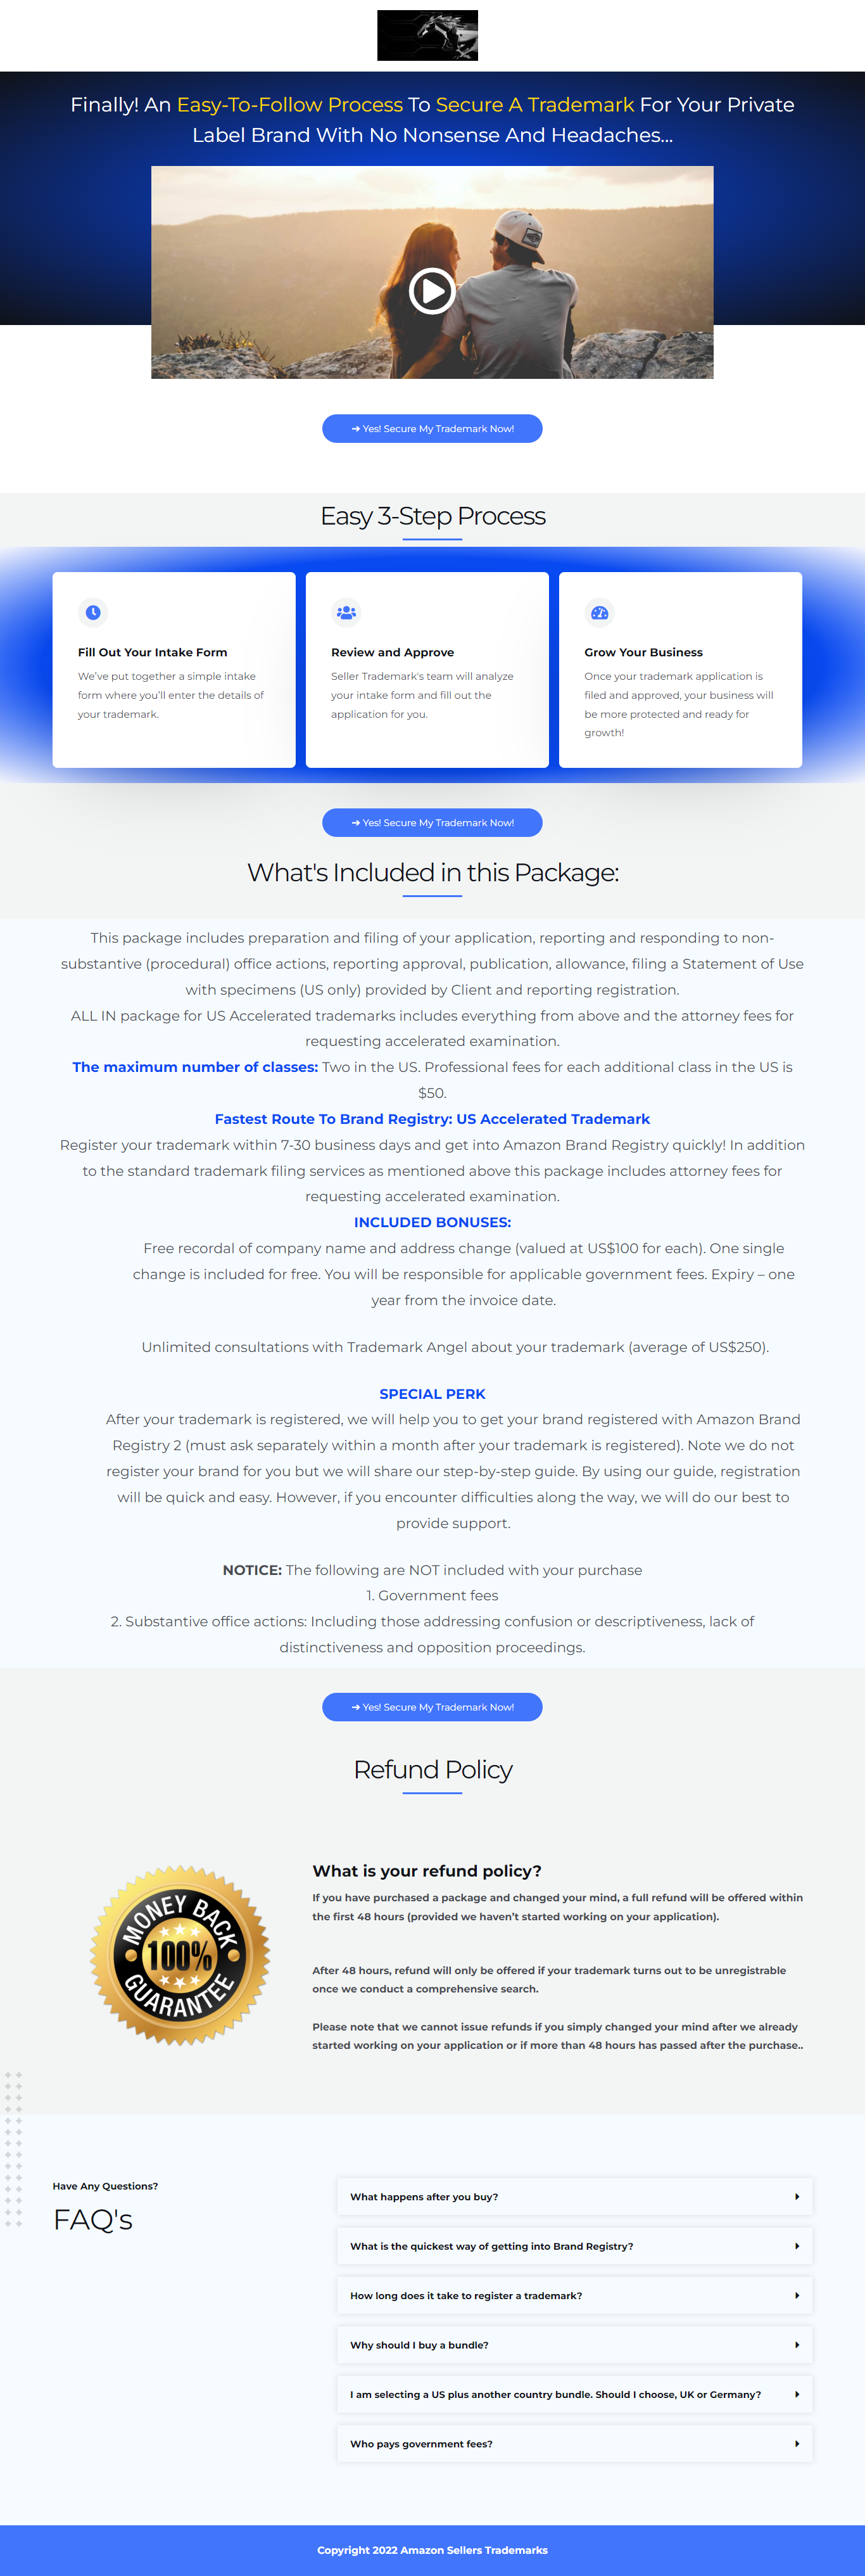 Finally! An Easy-To-Follow Process To Secure A Trademark For Your Private
Label Brand With No Nonsense And Headaches...
➔ Yes! Secure My Trademark Now!
Easy 3-Step Process
Fill Out Your Intake Form
We've put together a simple intake
form where you'll enter the details of
your trademark.
Review and Approve
Seller Trademark's team will analyze
your intake form and fill out the
application for you.
Grow Your Business
Once your trademark application is
filed and approved, your business will
be more protected and ready for
growth!
➔ Yes! Secure My Trademark Now!
What's Included in this Package:
This package includes preparation and filing of your application, reporting and responding to non-
substantive (procedural) office actions, reporting approval, publication, allowance, filing a Statement of Use
with specimens (US only) provided by Client and reporting registration.
ALL IN package for US Accelerated trademarks includes everything from above and the attorney fees for
requesting accelerated examination.
The maximum number of classes: Two in the US. Professional fees for each additional class in the US is
$50.
Fastest Route To Brand Registry: US Accelerated Trademark
Register your trademark within 7-30 business days and get into Amazon Brand Registry quickly! In addition
to the standard trademark filing services as mentioned above this package includes attorney fees for
requesting accelerated examination.
INCLUDED BONUSES:
Free recordal of company name and address change (valued at US$100 for each). One single
change is included for free. You will be responsible for applicable government fees. Expiry – one
year from the invoice date.
Unlimited consultations with Trademark Angel about your trademark (average of US$250).
SPECIAL PERK
After your trademark is registered, we will help you to get your brand registered with Amazon Brand
Registry 2 (must ask separately within a month after your trademark is registered). Note we do not
register your brand for you but we will share our step-by-step guide. By using our guide, registration
will be quick and easy. However, if you encounter difficulties along the way, we will do our best to
provide support.
NOTICE: The following are NOT included with your purchase
1. Government fees
2. Substantive office actions: Including those addressing confusion or descriptiveness, lack of
distinctiveness and opposition proceedings.
➔ Yes! Secure My Trademark Now!
Refund Policy
MONEY BACK
100%
GUARANTEE
What is your refund policy?
If you have purchased a package and changed your mind, a full refund will be offered within
the first 48 hours (provided we haven't started working on your application).
After 48 hours, refund will only be offered if your trademark turns out to be unregistrable
once we conduct a comprehensive search.
Please note that we cannot issue refunds if you simply changed your mind after we already
started working on your application or if more than 48 hours has passed after the purchase..
Have Any Questions?
FAQ's
What happens after you buy?
What is the quickest way of getting into Brand Registry?
How long does it take to register a trademark?
Why should I buy a bundle?
I am selecting a US plus another country bundle. Should I choose, UK or Germany?
Who pays government fees?
Copyright 2022 Amazon Sellers Trademarks